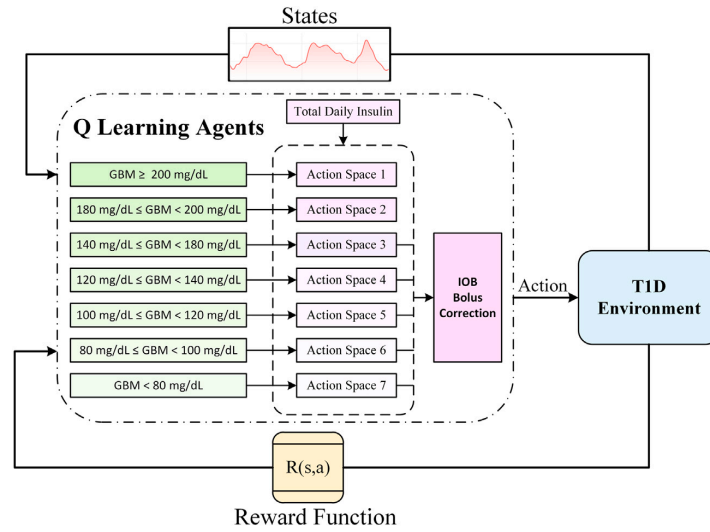 States
Q Learning Agents
Total Daily Insulin
GBM ≥ 200 mg/dL
Action Space 1
180 mg/dL ≤ GBM < 200 mg/dL
Action Space 2
140 mg/dL ≤ GBM < 180 mg/dL
Action Space 3
120 mg/dL ≤ GBM < 140 mg/dL
Action Space 4
100 mg/dL ≤ GBM < 120 mg/dL
Action Space 5
80 mg/dL ≤ GBM < 100 mg/dL
Action Space 6
GBM < 80 mg/dL
Action Space 7
IOB
Bolus
Correction
Action
T1D
Environment
R(s,a)
Reward Function